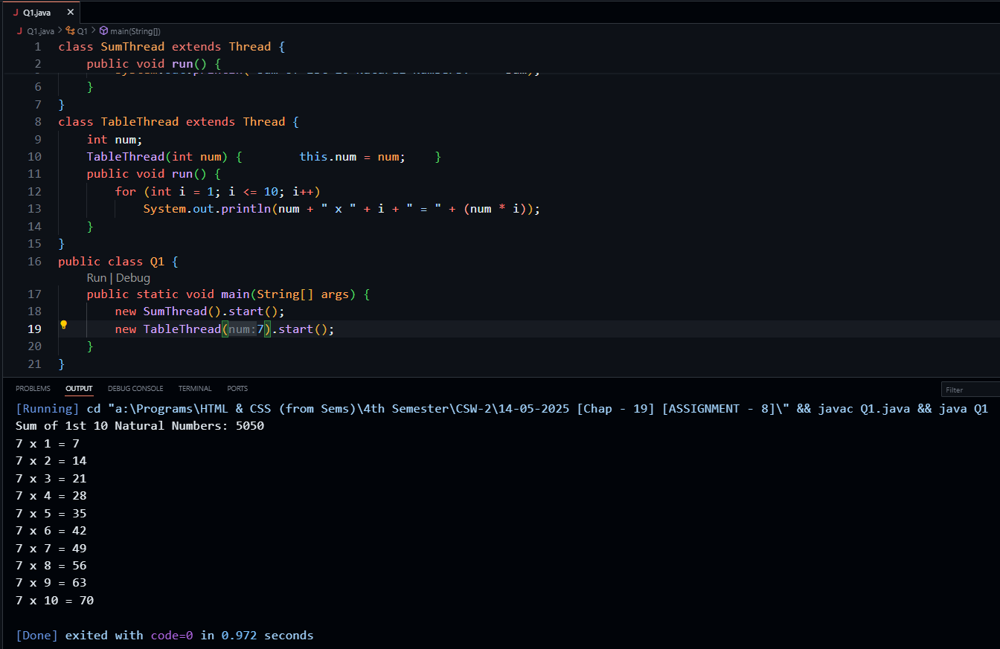 J Q1.java ×
J Q1.java > Q1 > main(String[])
1 class SumThread extends Thread {
2 public void run() {
6 }
7 }
8 class TableThread extends Thread {
9 int num;
10 TableThread(int num) {        this.num = num;    }
11 public void run() {
12 for (int i = 1; i <= 10; i++)
13 System.out.println(num + " x " + i + " = " + (num * i));
14 }
15 }
16 public class Q1 {
Run | Debug
17 public static void main(String[] args) {
18 new SumThread().start();
19 new TableThread(num:7).start();
20 }
21 }
PROBLEMS OUTPUT DEBUG CONSOLE TERMINAL PORTS Filter
[Running] cd "a:\Programs\HTML & CSS (from Sems)\4th Semester\CSW-2\14-05-2025 [Chap - 19] [ASSIGNMENT - 8]\" && javac Q1.java && java Q1
Sum of 1st 10 Natural Numbers: 5050
7 x 1 = 7
7 x 2 = 14
7 x 3 = 21
7 x 4 = 28
7 x 5 = 35
7 x 6 = 42
7 x 7 = 49
7 x 8 = 56
7 x 9 = 63
7 x 10 = 70
[Done] exited with code=0 in 0.972 seconds